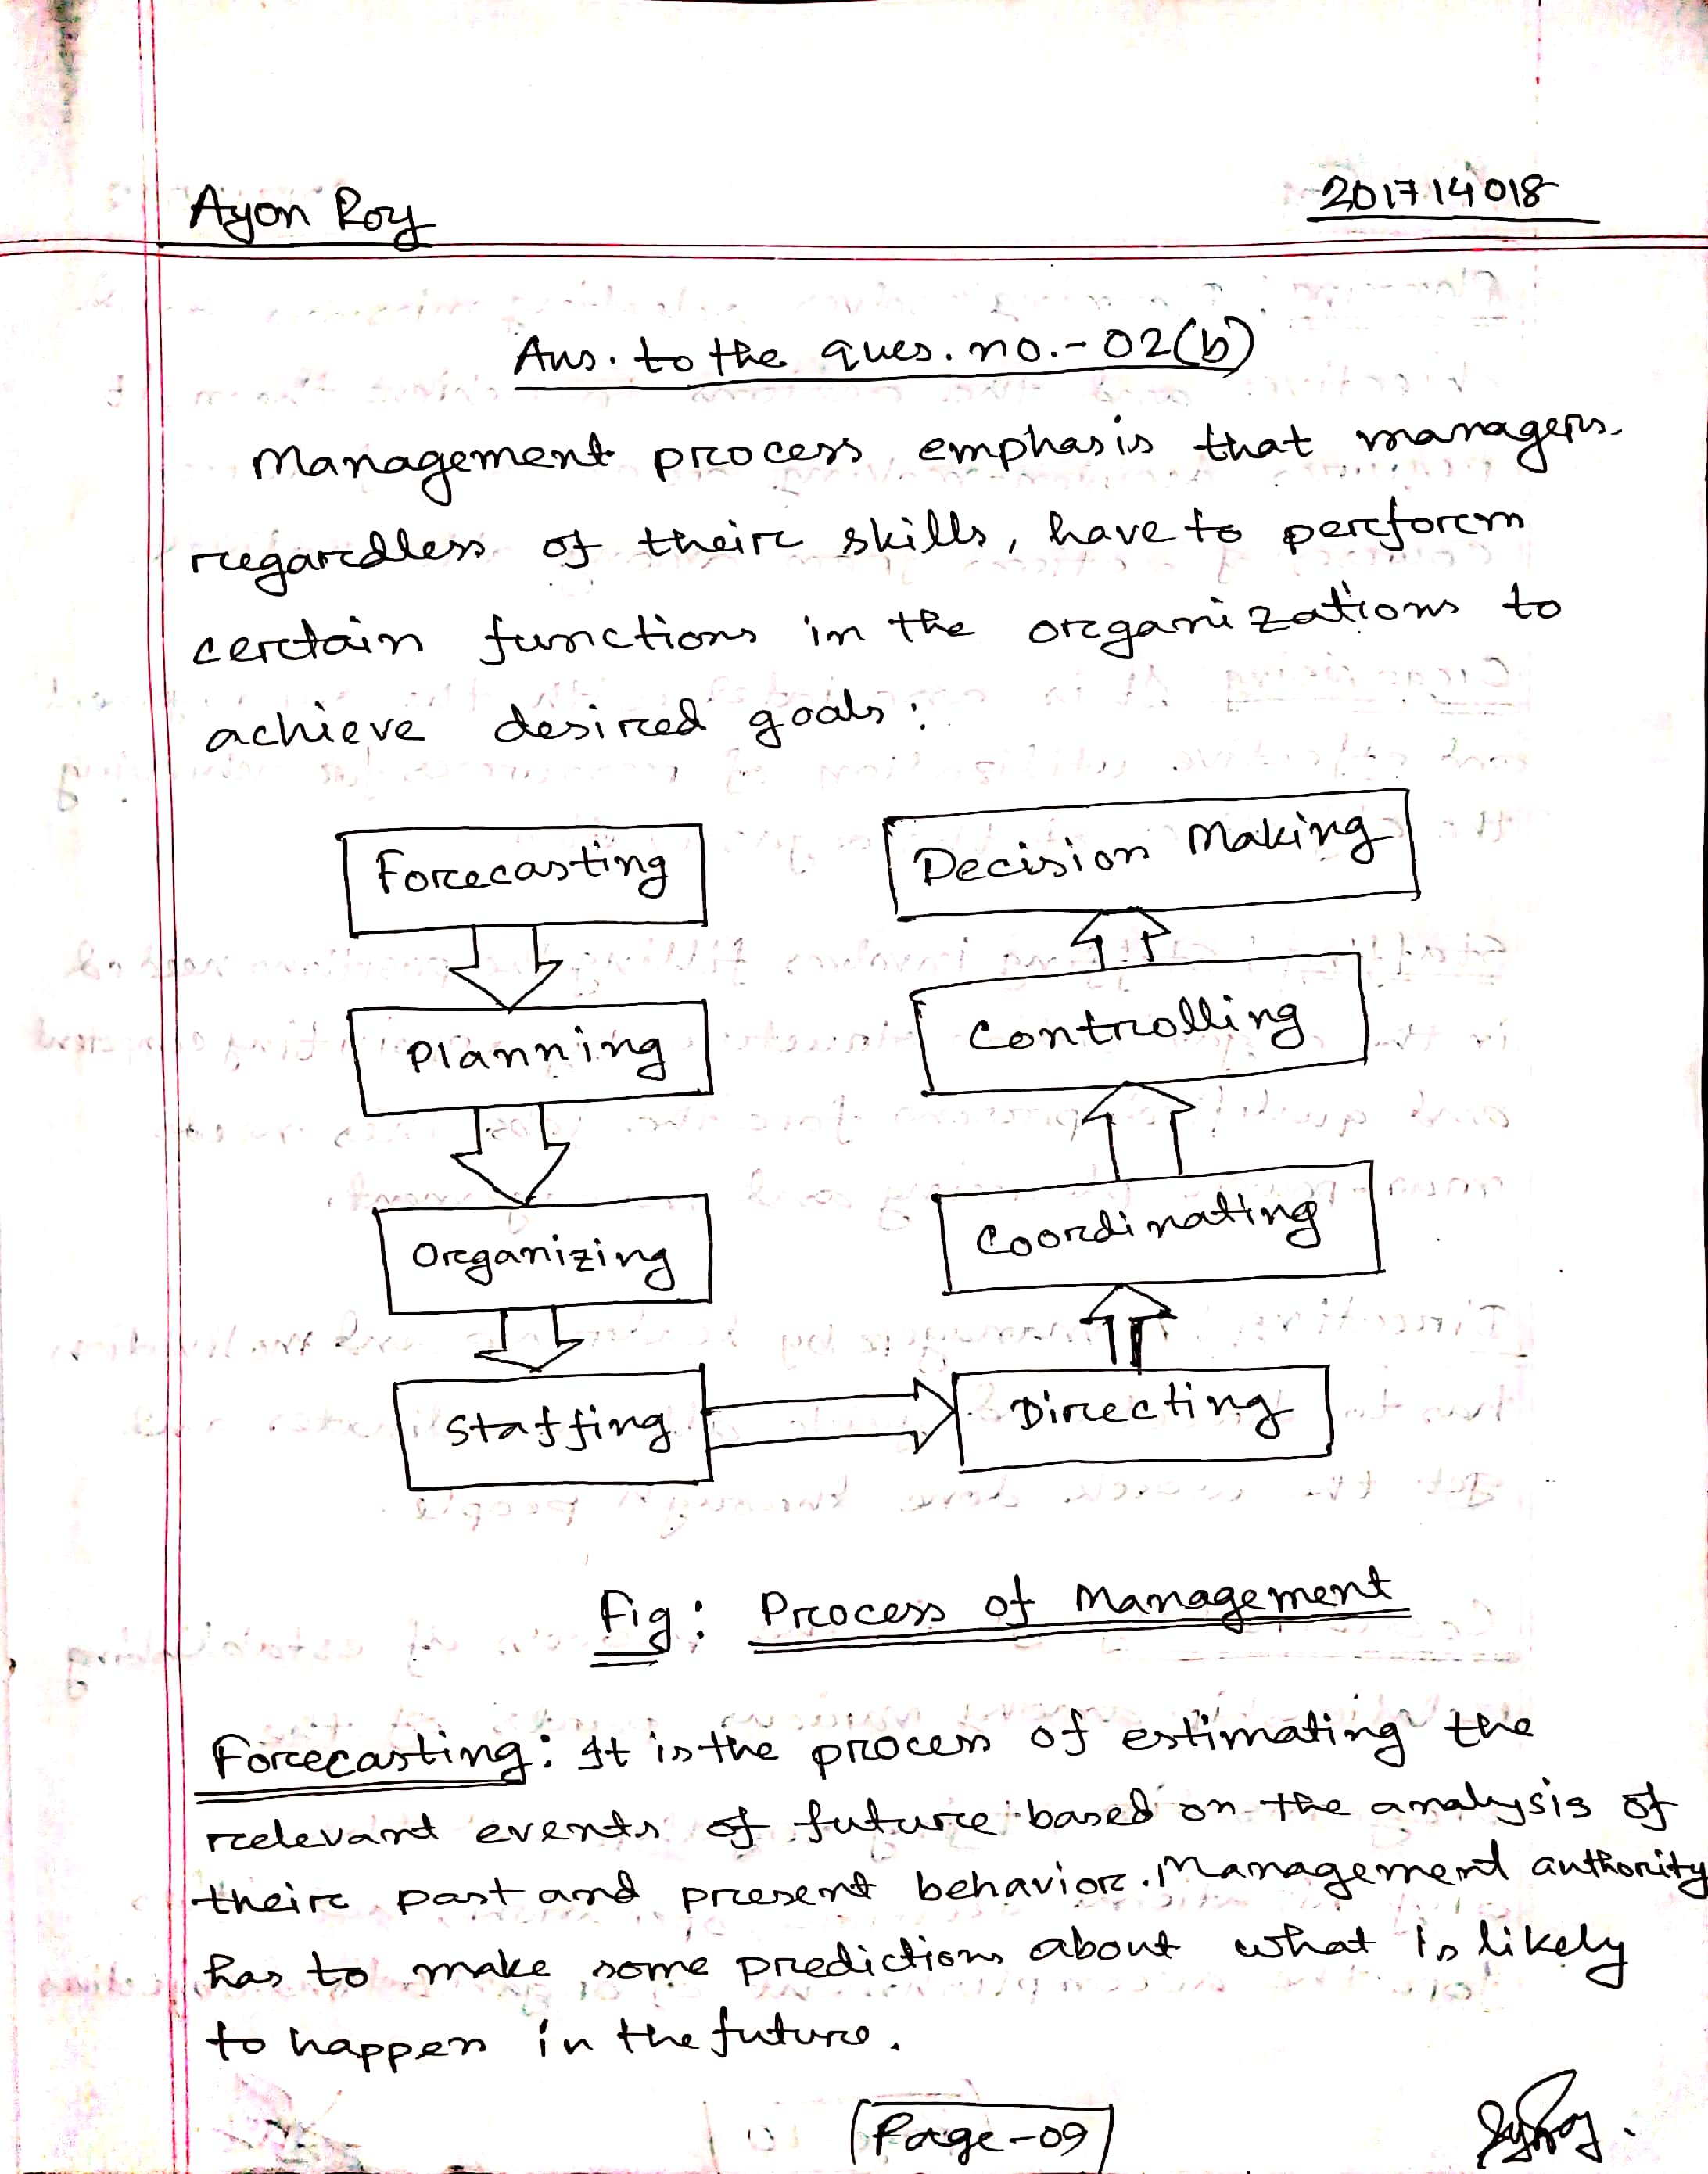 Ayon Roy
201714018
Ans. to the ques. no.- 02(b)
Management process emphasis that managers
regardless of their skills, have to perform
certain functions in the organizations to
achieve desired goals:
Forecasting
Decision Making
Planning
Controlling
Organizing
Coordinating
Staffing
Directing
Fig: Process of Management
Forecasting: It is the process of estimating the
relevant events of future based on the analysis of
their past and present behavior. Management authority
has to make some predictions about what is likely
to happen in the future.
Page-09